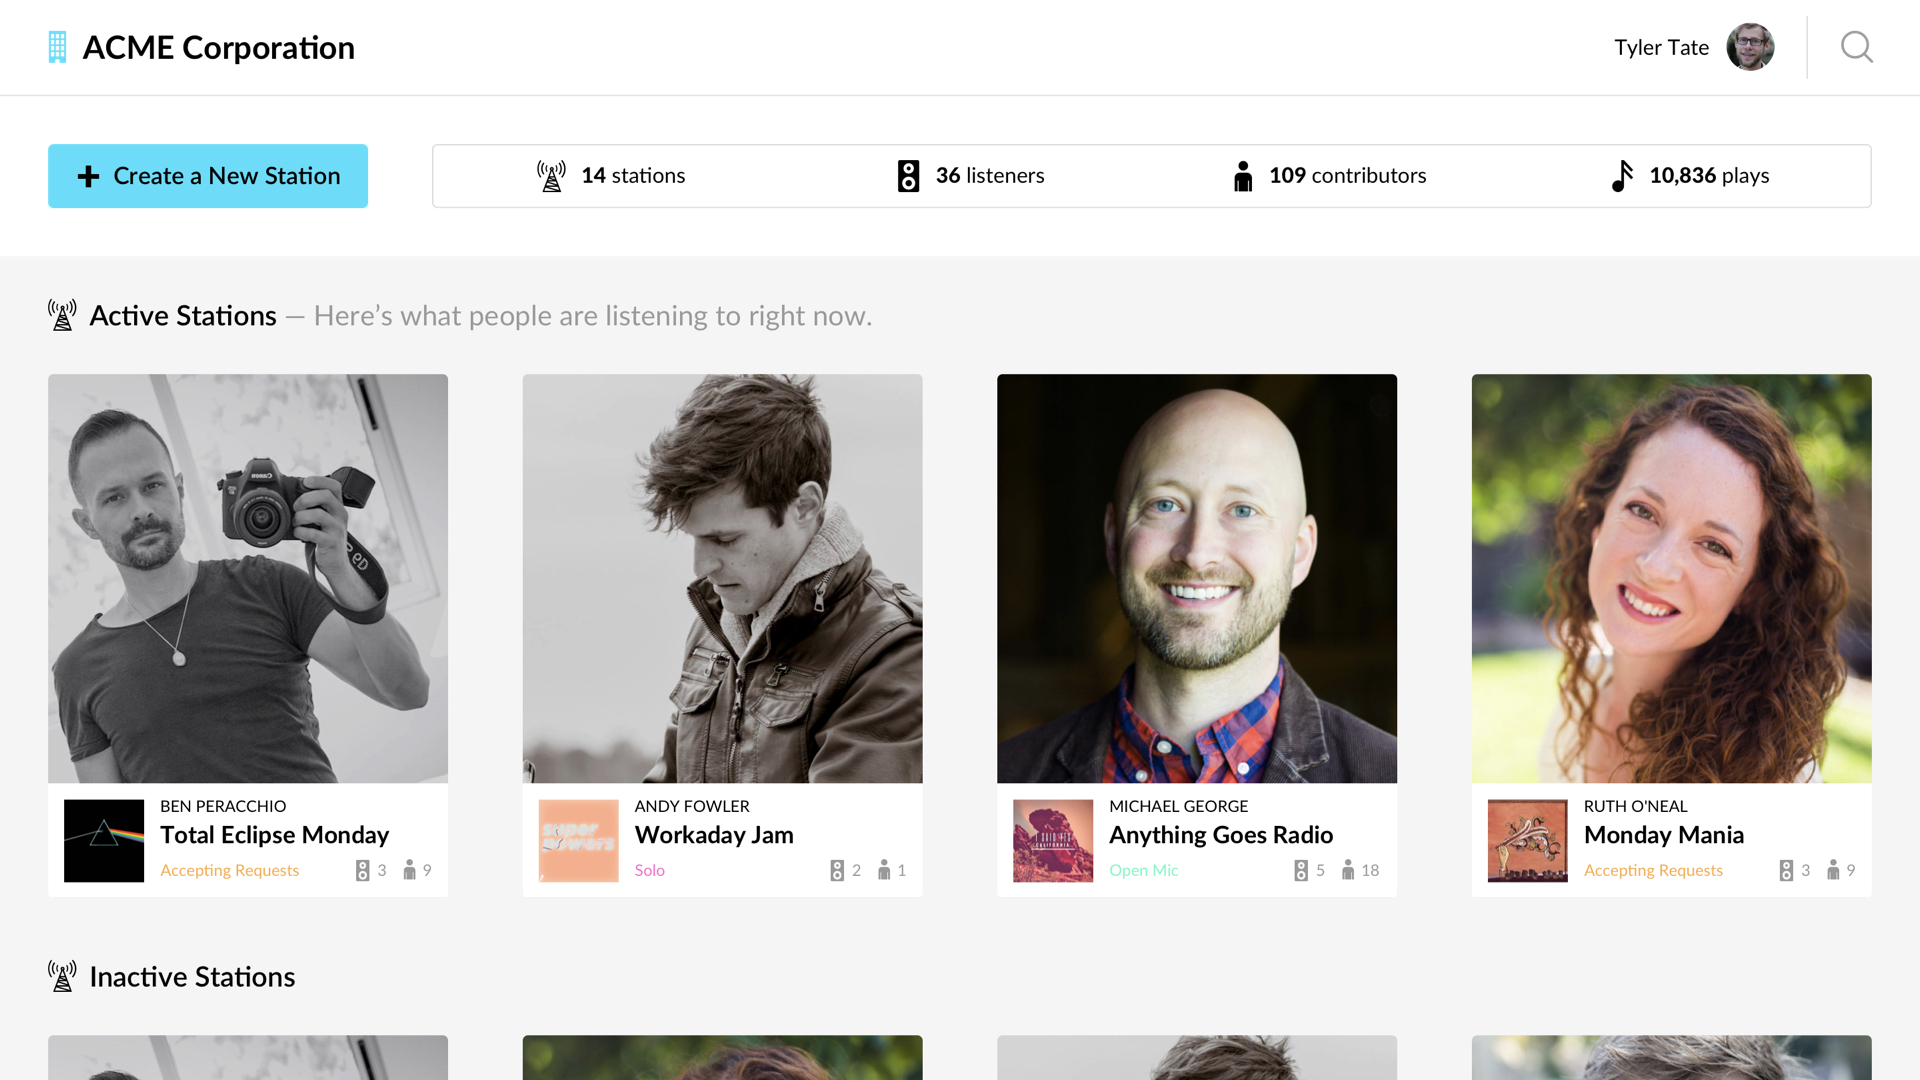 ACME Corporation
Tyler Tate
Create a New Station
14 stations
36 listeners
109 contributors
10,836 plays
Active Stations — Here’s what people are listening to right now.
Canon
BEN PERACCHIO
Total Eclipse Monday
Accepting Requests
3
9
ANDY FOWLER
Workaday Jam
Solo
2
1
MICHAEL GEORGE
Anything Goes Radio
Open Mic
5
18
RUTH O'NEAL
Monday Mania
Accepting Requests
3
9
Inactive Stations